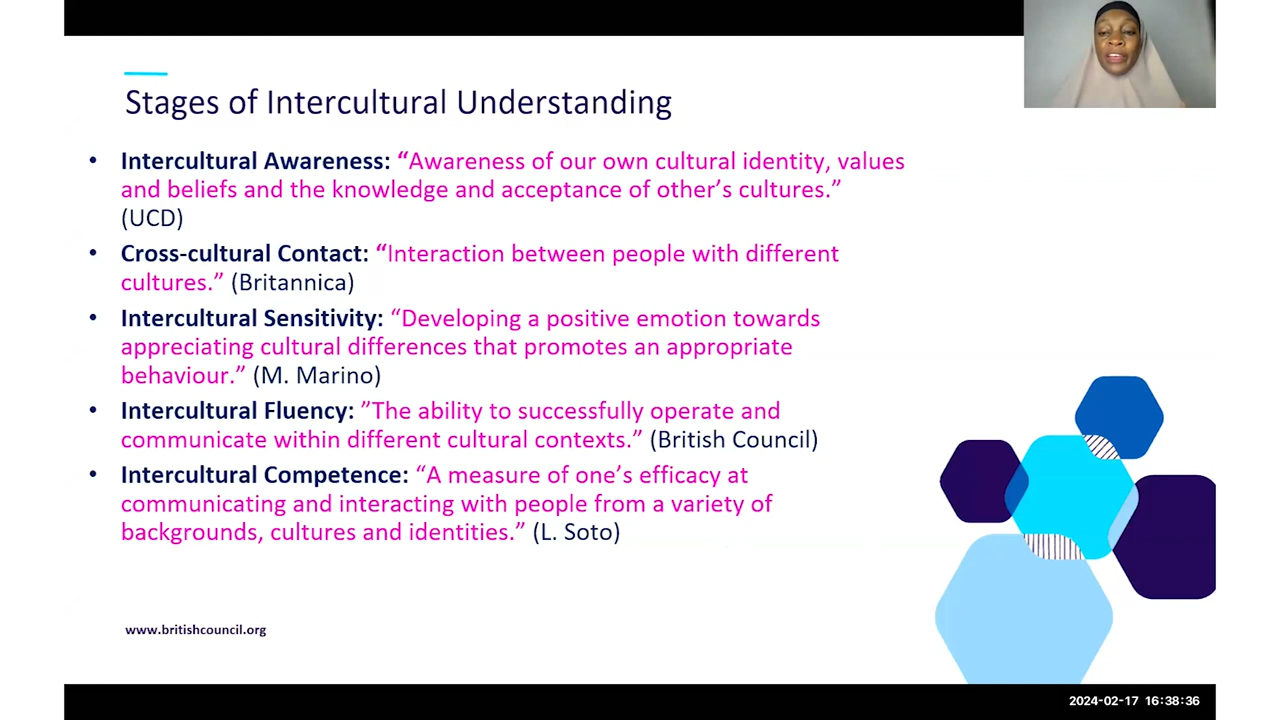 Stages of Intercultural Understanding
• Intercultural Awareness: “Awareness of our own cultural identity, values
and beliefs and the knowledge and acceptance of other’s cultures.”
(UCD)
• Cross-cultural Contact: “Interaction between people with different
cultures.” (Britannica)
• Intercultural Sensitivity: “Developing a positive emotion towards
appreciating cultural differences that promotes an appropriate
behaviour.” (M. Marino)
• Intercultural Fluency: ”The ability to successfully operate and
communicate within different cultural contexts.” (British Council)
• Intercultural Competence: “A measure of one’s efficacy at
communicating and interacting with people from a variety of
backgrounds, cultures and identities.” (L. Soto)
www.britishcouncil.org
2024-02-17 16:38:36